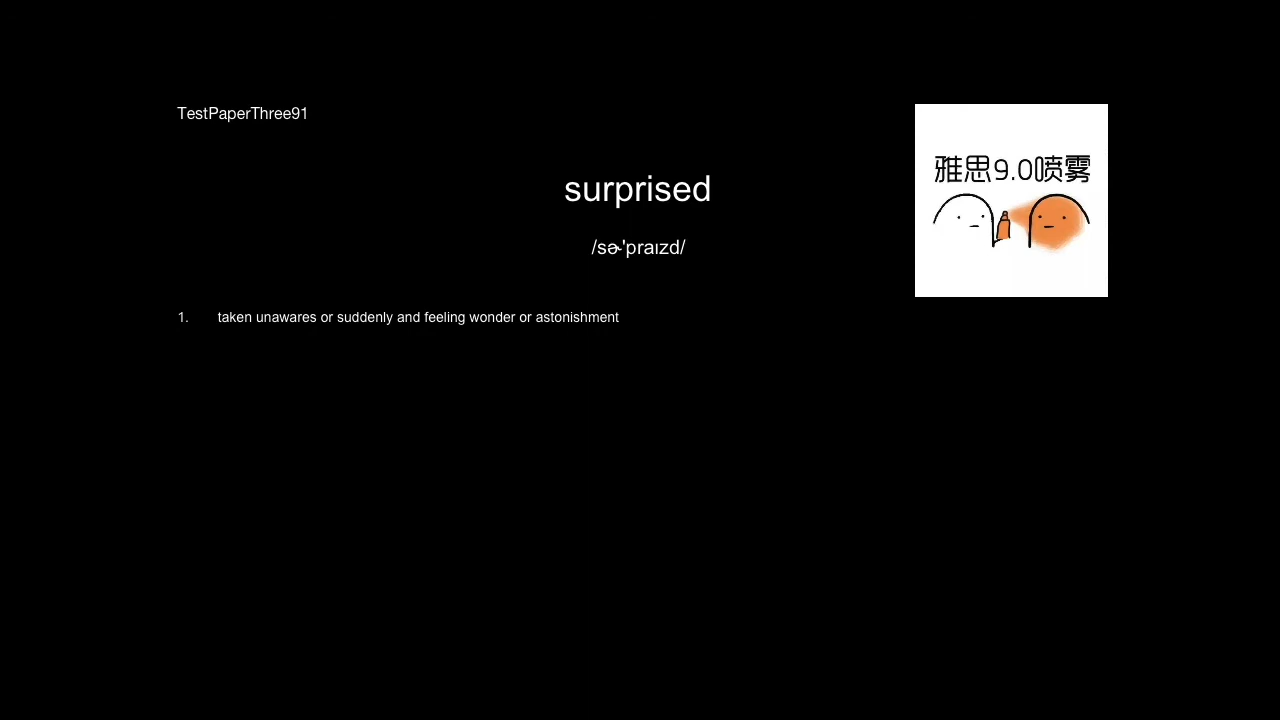 TestPaperThree91
雅思9.0喷雾
surprised
/sɚ'praɪzd/
1. taken unawares or suddenly and feeling wonder or astonishment